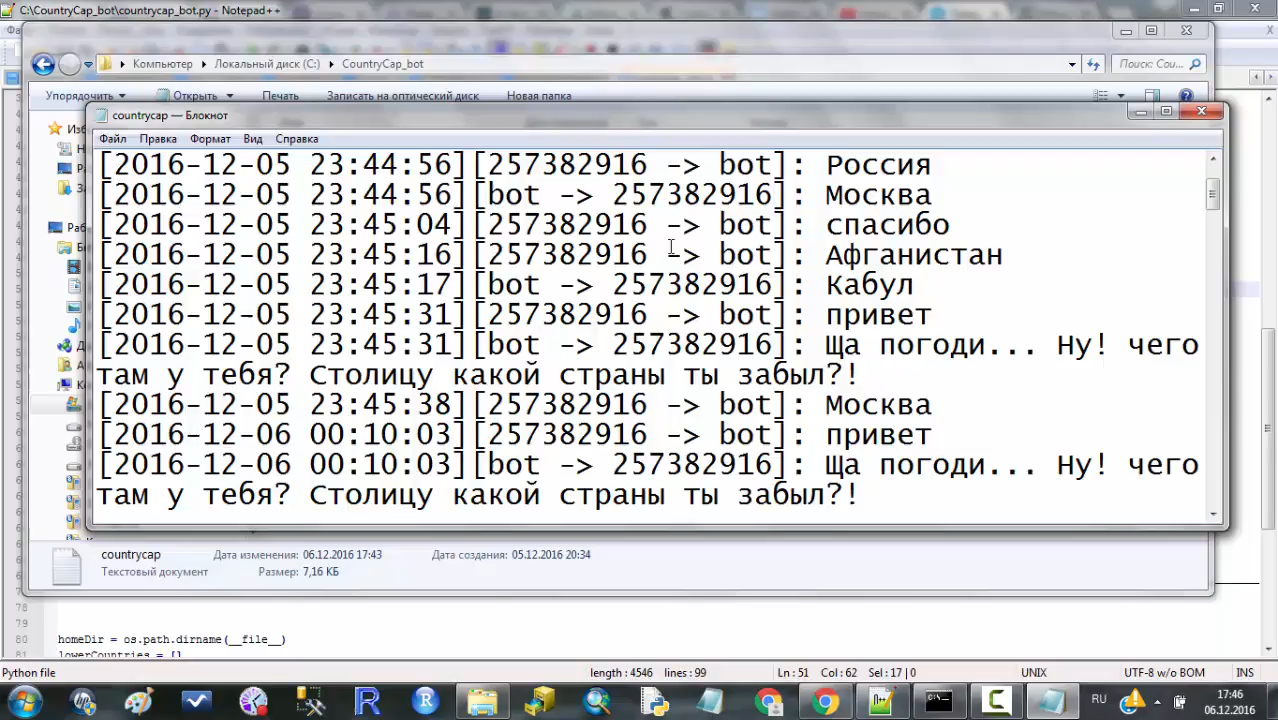 C:\CountryCap_bot\countrycap_bot.py - Notepad++
Компьютер
Локальный диск (C:)
CountryCap_bot
Поиск: Cou...
Упорядочить
Открыть
Печать
Записать на оптический диск
Новая папка
countrycap — Блокнот
Файл Правка Формат Вид Справка
[2016-12-05 23:44:56][257382916 -> bot]: Россия
[2016-12-05 23:44:56][bot -> 257382916]: Москва
[2016-12-05 23:45:04][257382916 -> bot]: спасибо
[2016-12-05 23:45:16][257382916 -> bot]: Афганистан
[2016-12-05 23:45:17][bot -> 257382916]: Кабул
[2016-12-05 23:45:31][257382916 -> bot]: привет
[2016-12-05 23:45:31][bot -> 257382916]: Ща погоди... Ну! чего
там у тебя? Столицу какой страны ты забыл?!
[2016-12-05 23:45:38][257382916 -> bot]: Москва
[2016-12-06 00:10:03][257382916 -> bot]: привет
[2016-12-06 00:10:03][bot -> 257382916]: Ща погоди... Ну! чего
там у тебя? Столицу какой страны ты забыл?!
countrycap Дата изменения: 06.12.2016 17:43 Дата создания: 05.12.2016 20:34
Текстовый документ Размер: 7,16 КБ
78
79
80 homeDir = os.path.dirname(__file__)
81 lowerCountries = []
Python file length : 4546 lines : 99 Ln : 51 Col : 62 Sel : 17 | 0 UNIX UTF-8 w/o BOM INS
RU
17:46
06.12.2016